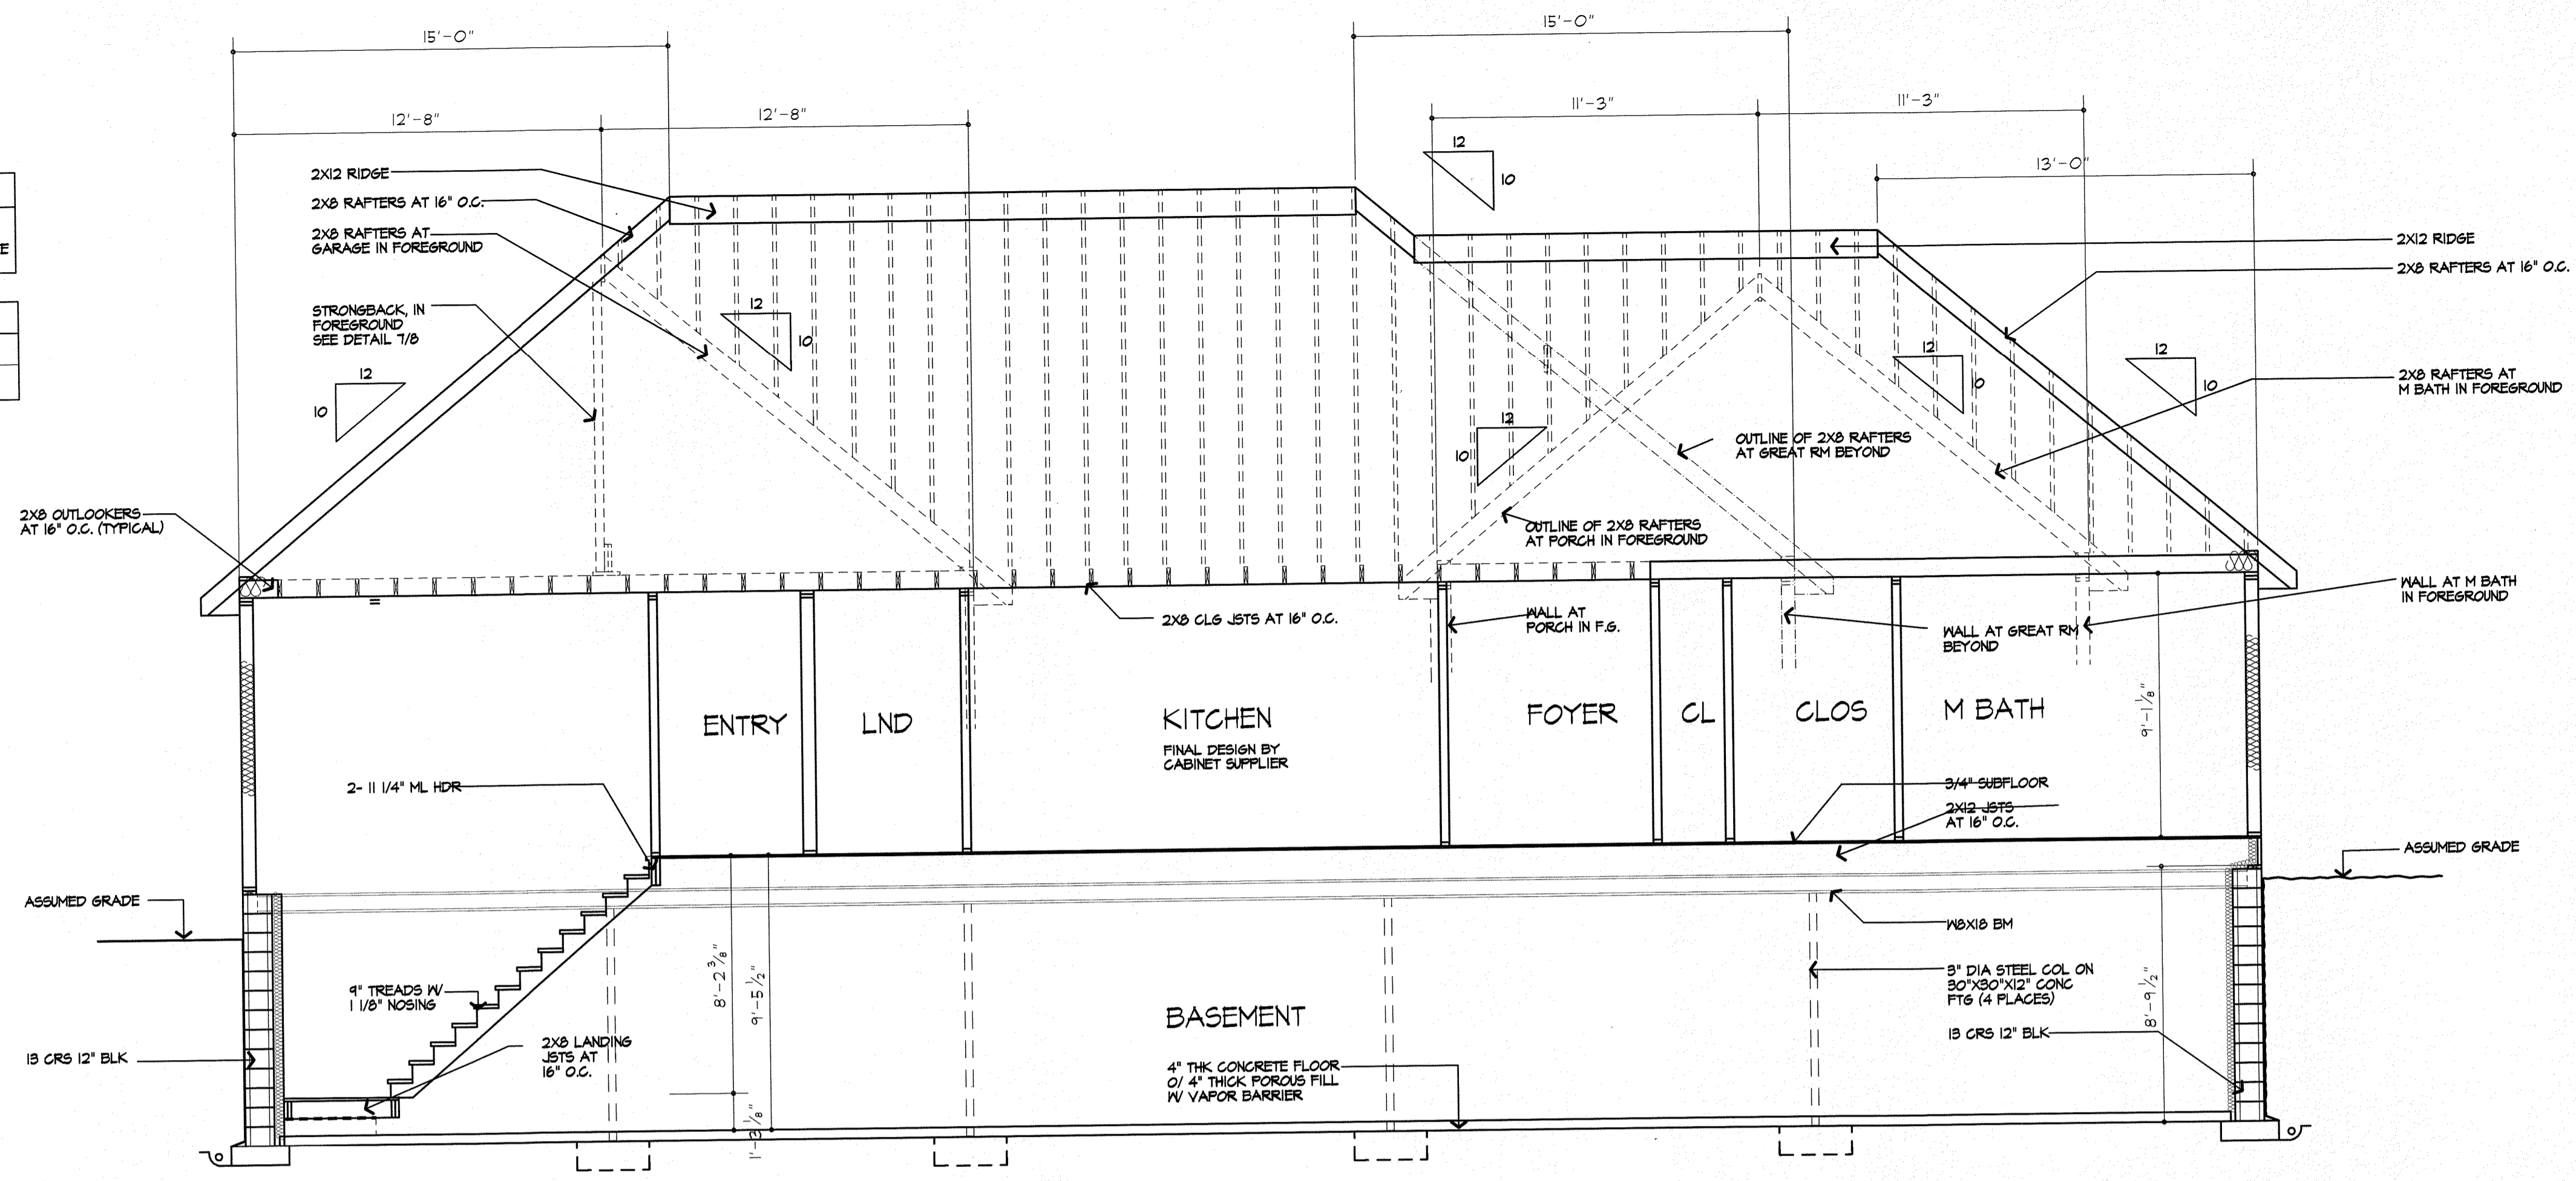 15'-0"
15'-0"
12'-8"
12'-8"
11'-3"
11'-3"
13'-0"
E
2X12 RIDGE
2X8 RAFTERS AT 16" O.C.
2X8 RAFTERS AT
GARAGE IN FOREGROUND
STRONGBACK, IN
FOREGROUND
SEE DETAIL 7/8
12
10
12
10
12
10
12
10
12
10
12
10
2X12 RIDGE
2X8 RAFTERS AT 16" O.C.
2X8 RAFTERS AT
M BATH IN FOREGROUND
OUTLINE OF 2X8 RAFTERS
AT GREAT RM BEYOND
OUTLINE OF 2X8 RAFTERS
AT PORCH IN FOREGROUND
2X8 OUTLOOKERS
AT 16" O.C. (TYPICAL)
2X8 CLG JSTS AT 16" O.C.
WALL AT
PORCH IN F.G.
WALL AT GREAT RM
BEYOND
WALL AT M BATH
IN FOREGROUND
ENTRY
LND
KITCHEN
FINAL DESIGN BY
CABINET SUPPLIER
FOYER
CL
CLOS
M BATH
9'-1 1/8"
2- 11 1/4" ML HDR
3/4" SUBFLOOR
2X12 JSTS
AT 16" O.C.
ASSUMED GRADE
ASSUMED GRADE
W8X18 BM
8'-2 3/8"
9'-5 1/2"
1'-3 1/8"
8'-9 1/2"
9" TREADS W/
1 1/8" NOSING
2X8 LANDING
JSTS AT
16" O.C.
BASEMENT
3" DIA STEEL COL ON
30"X30"X12" CONC
FTG (4 PLACES)
13 CRS 12" BLK
13 CRS 12" BLK
4" THK CONCRETE FLOOR
O/ 4" THICK POROUS FILL
W/ VAPOR BARRIER